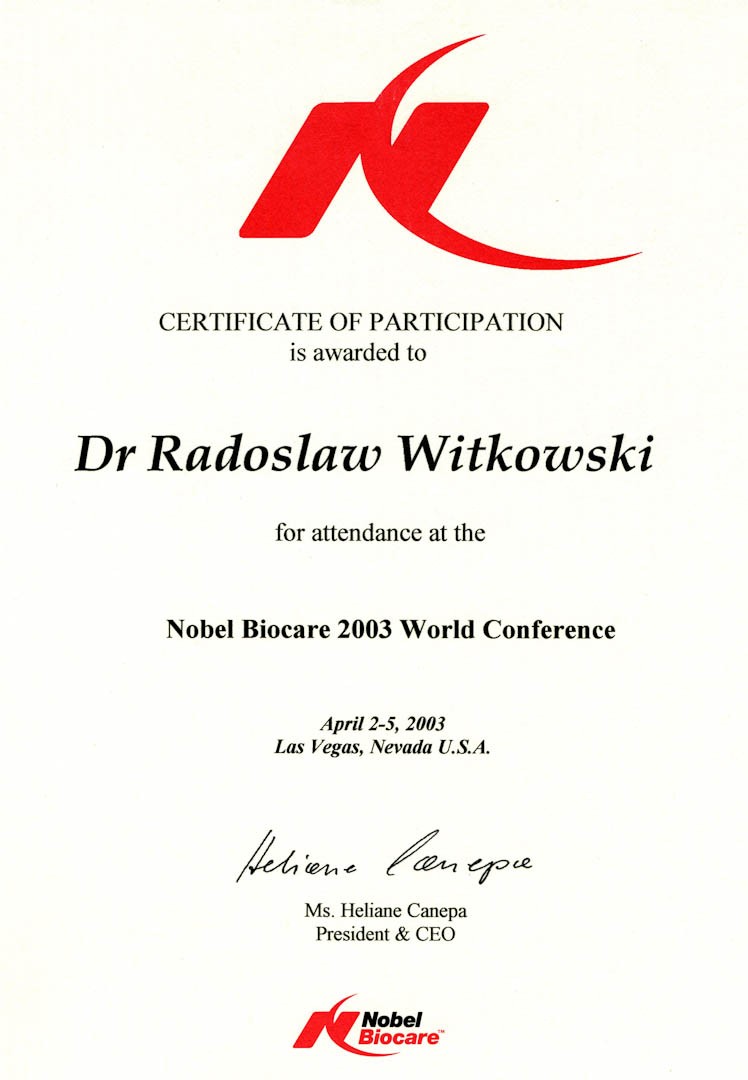 CERTIFICATE OF PARTICIPATION
is awarded to
Dr Radoslaw Witkowski
for attendance at the
Nobel Biocare 2003 World Conference
April 2-5, 2003
Las Vegas, Nevada U.S.A.
Heliane Canepa
Ms. Heliane Canepa
President & CEO
Nobel
Biocare™